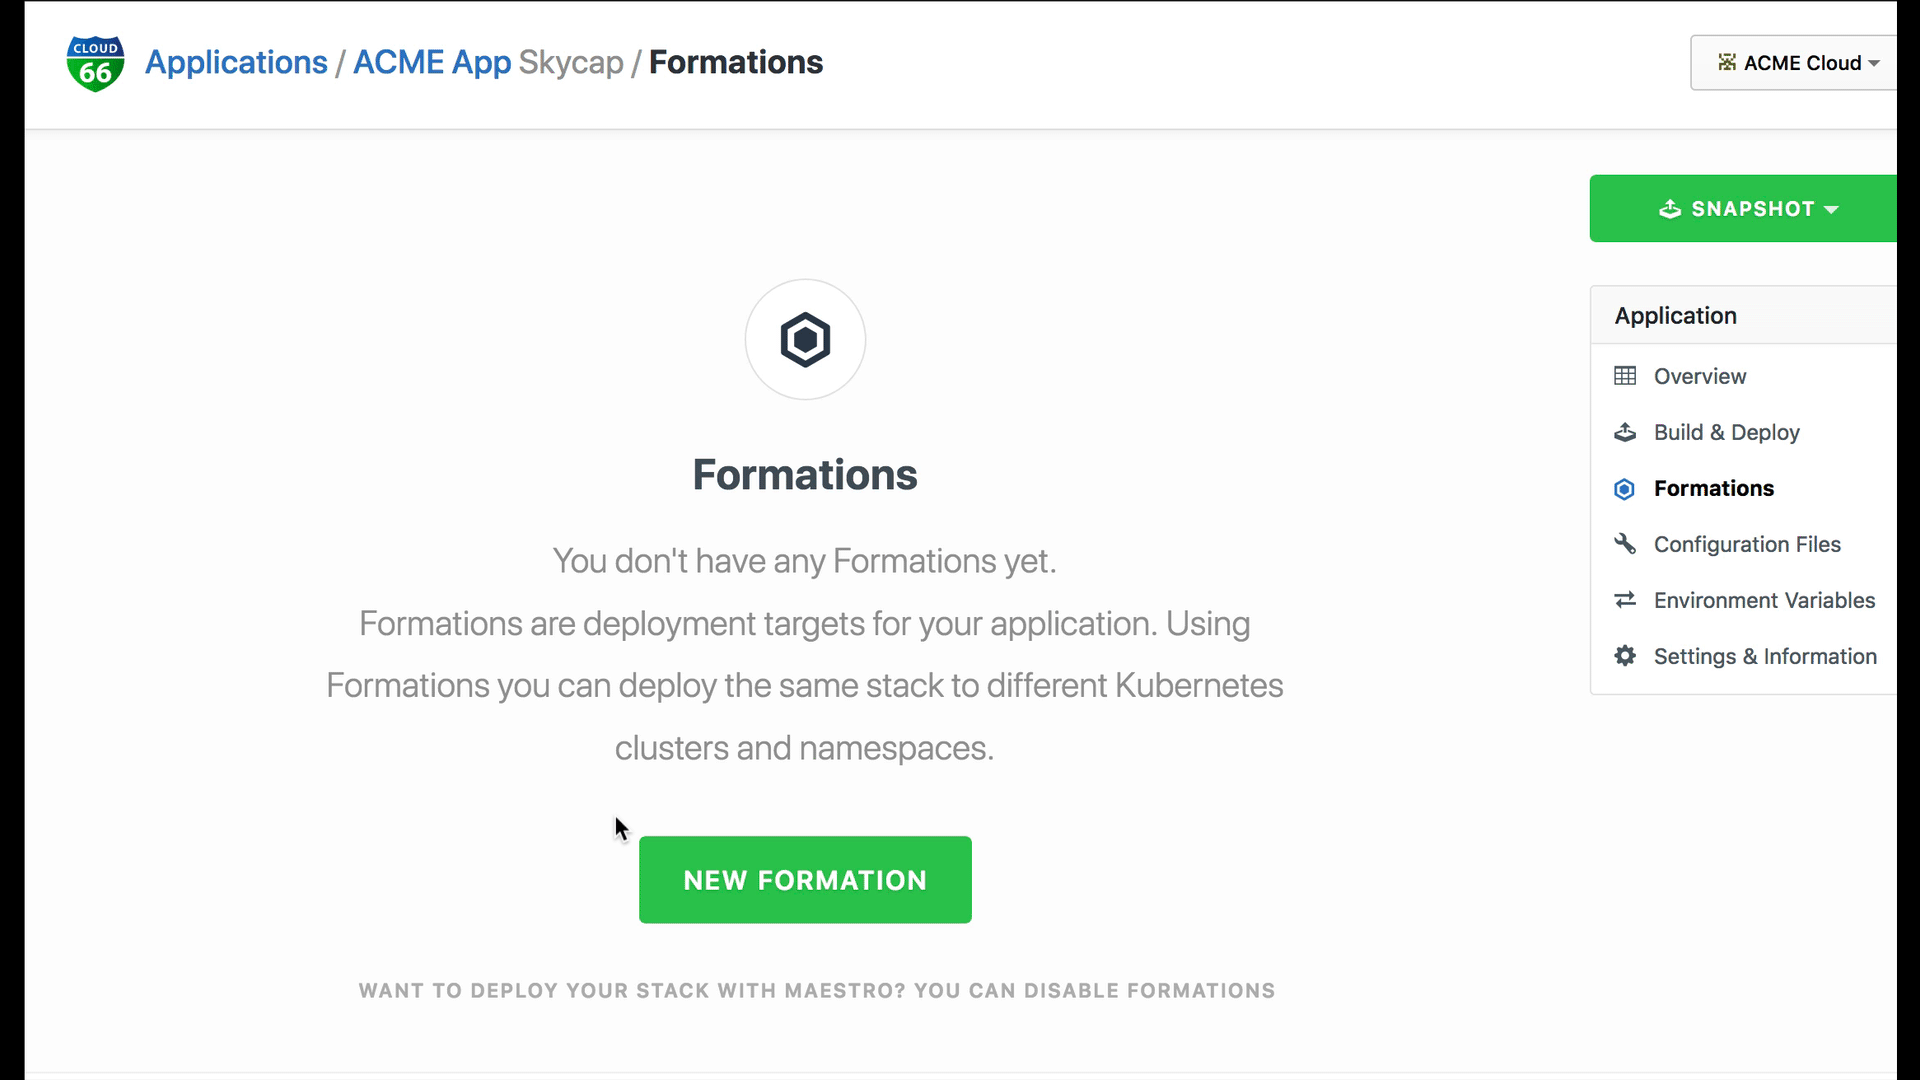 CLOUD
66
Applications / ACME App Skycap / Formations
ACME Cloud
SNAPSHOT
Application
Overview
Build & Deploy
Formations
Configuration Files
Environment Variables
Settings & Information
Formations
You don't have any Formations yet.
Formations are deployment targets for your application. Using
Formations you can deploy the same stack to different Kubernetes
clusters and namespaces.
NEW FORMATION
WANT TO DEPLOY YOUR STACK WITH MAESTRO? YOU CAN DISABLE FORMATIONS